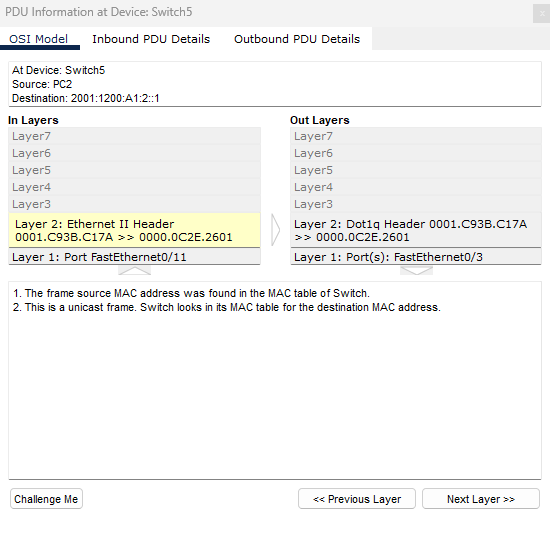 PDU Information at Device: Switch5
x
OSI Model Inbound PDU Details Outbound PDU Details
At Device: Switch5
Source: PC2
Destination: 2001:1200:A1:2::1
In Layers
Layer7
Layer6
Layer5
Layer4
Layer3
Layer 2: Ethernet II Header
0001.C93B.C17A >> 0000.0C2E.2601
Layer 1: Port FastEthernet0/11
Out Layers
Layer7
Layer6
Layer5
Layer4
Layer3
Layer 2: Dot1q Header 0001.C93B.C17A
>> 0000.0C2E.2601
Layer 1: Port(s): FastEthernet0/3
1. The frame source MAC address was found in the MAC table of Switch.
2. This is a unicast frame. Switch looks in its MAC table for the destination MAC address.
Challenge Me << Previous Layer Next Layer >>